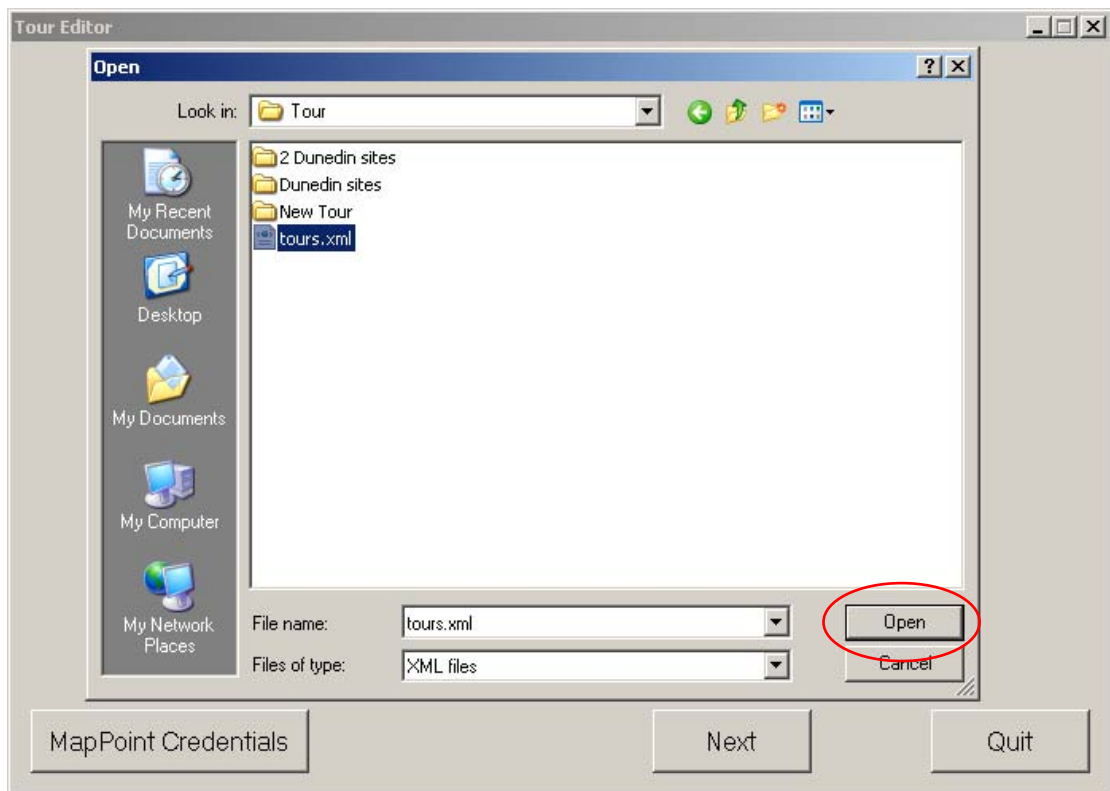 Tour Editor
Open
Look in: Tour
2 Dunedin sites
Dunedin sites
New Tour
tours.xml
My Recent
Documents
Desktop
My Documents
My Computer
My Network
Places
File name: tours.xml Open
Files of type: XML files Cancel
MapPoint Credentials Next Quit